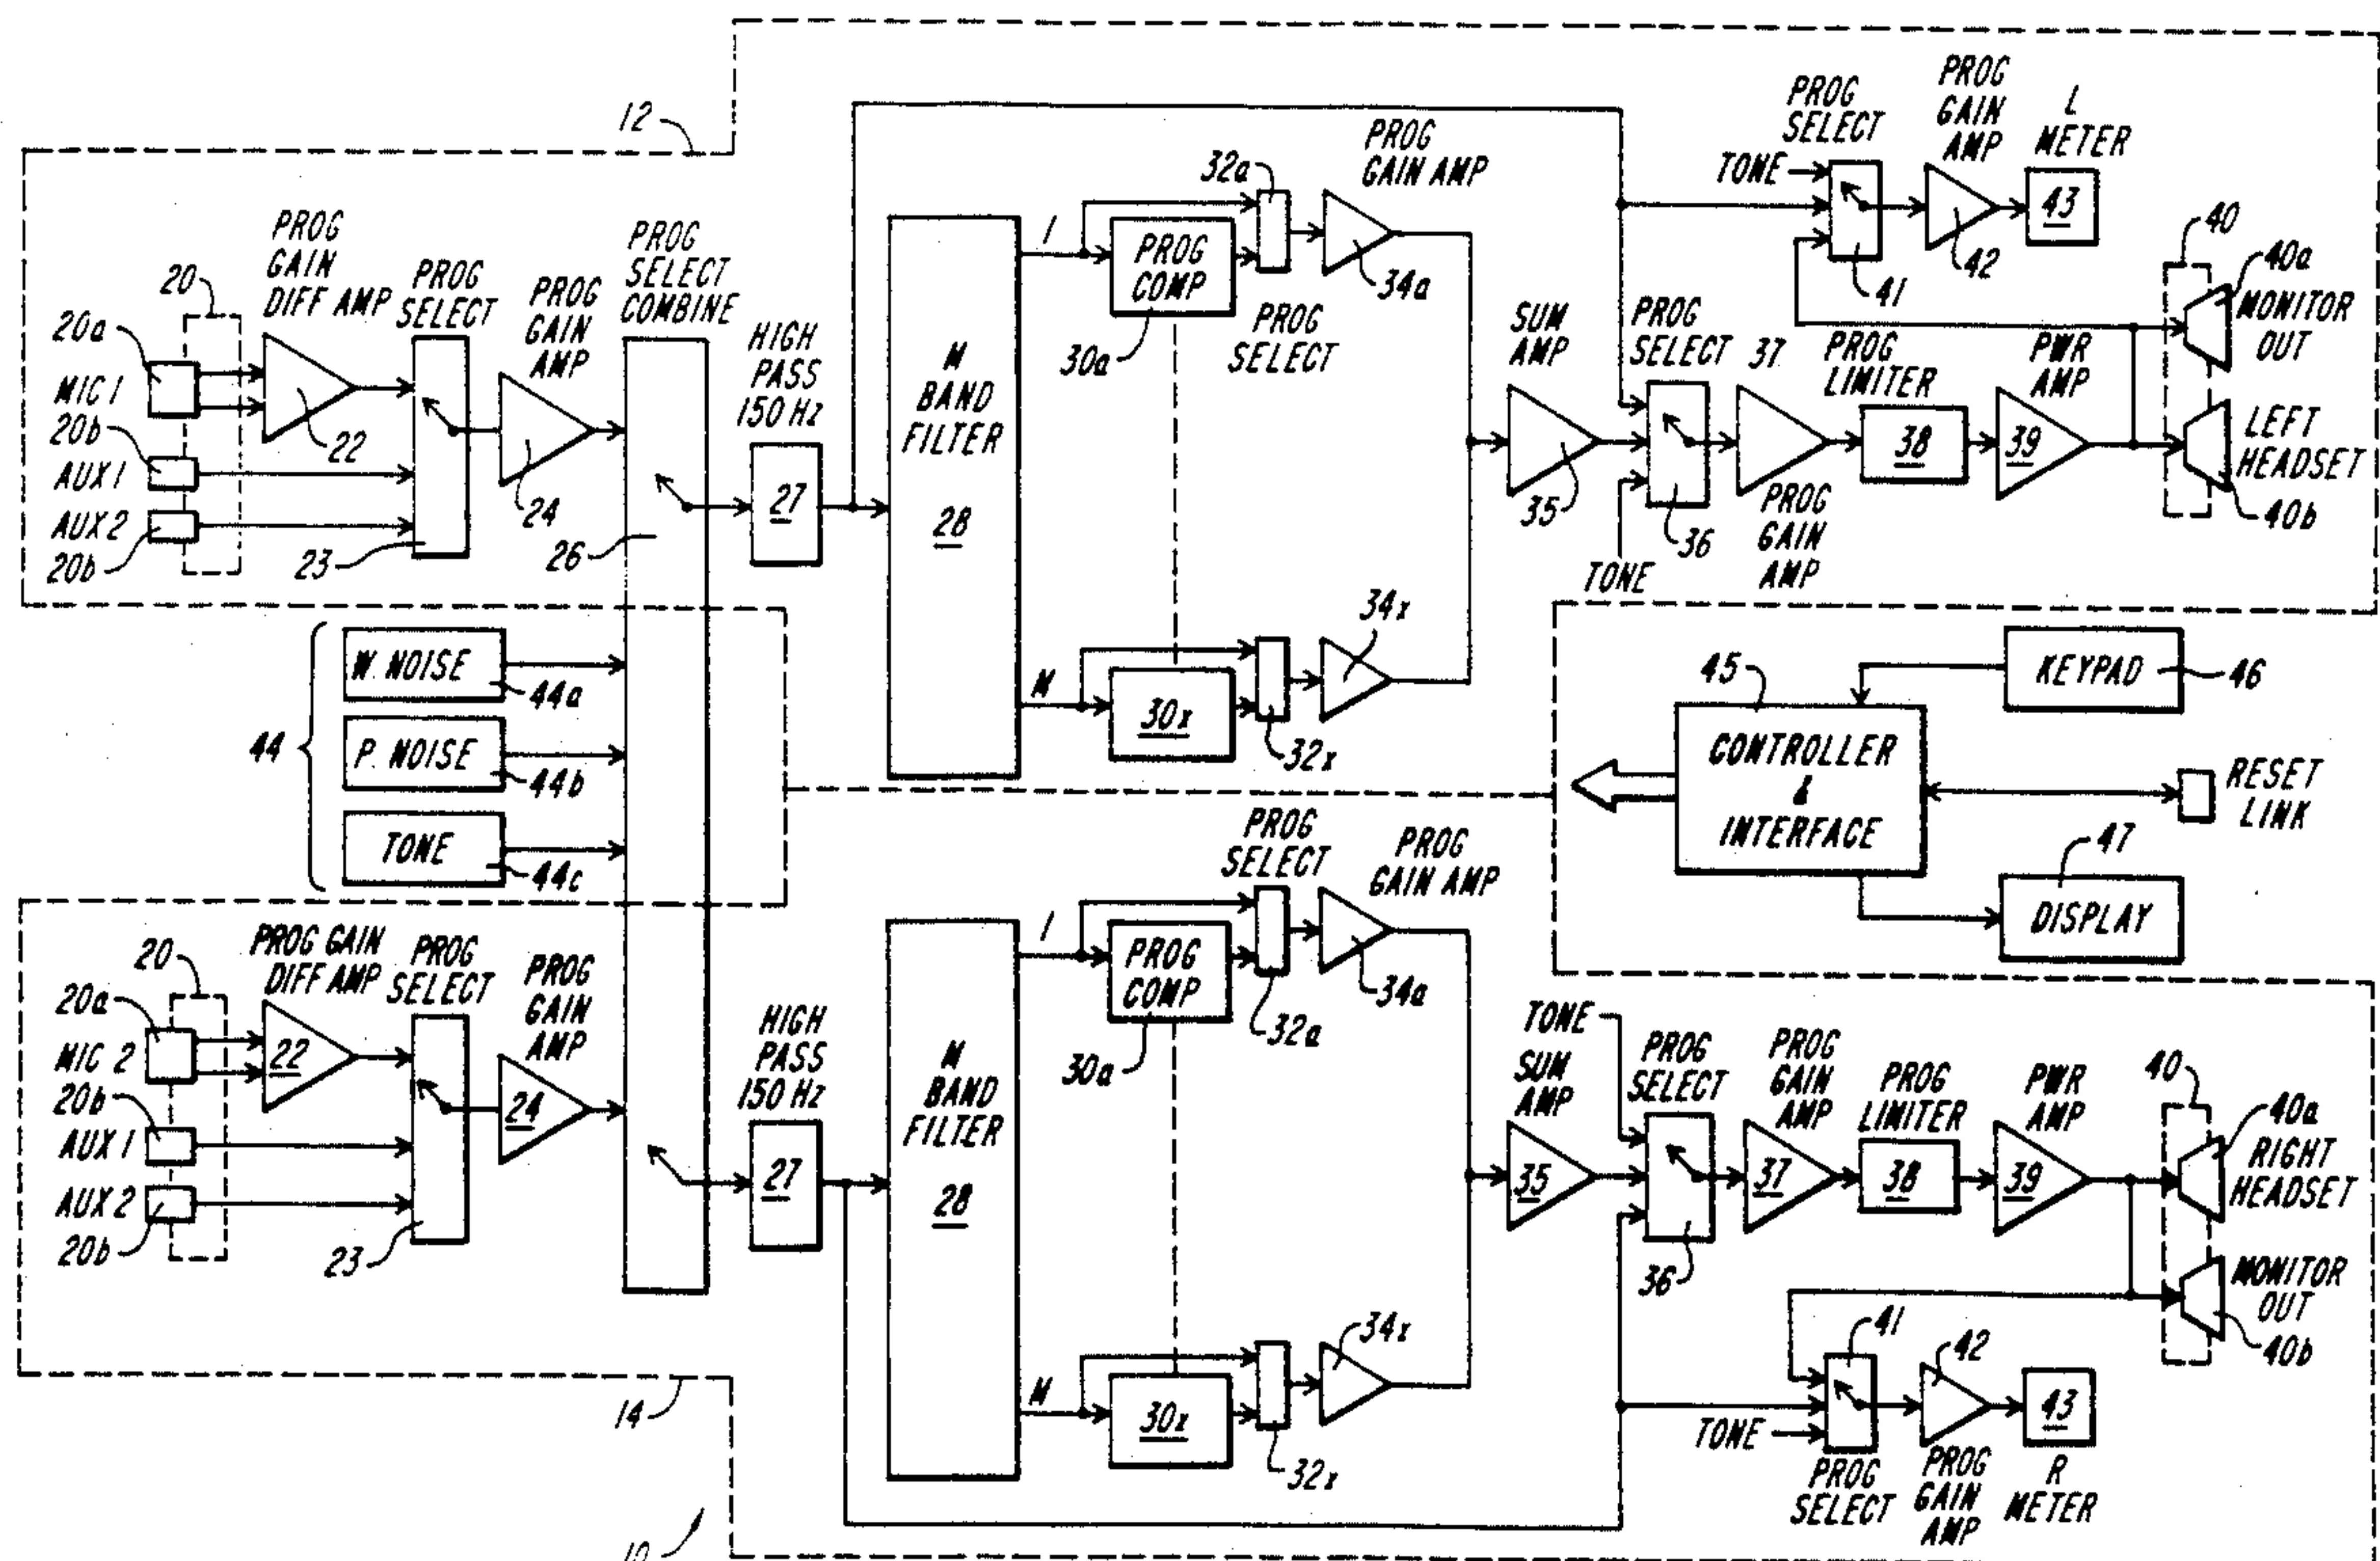 12
PROG
SELECT
PROG
GAIN
AMP
L
METER
TONE
43
42
41
40
40a
MONITOR
OUT
LEFT
HEADSET
40b
PROG
GAIN AMP
32a
I
PROG
COMP
34a
30a
PROG
SELECT
20
PROG
GAIN
DIFF AMP
PROG
SELECT
PROG
GAIN
AMP
PROG
SELECT
COMBINE
HIGH
PASS
150 HZ
20a
MIC 1
20b
AUX 1
AUX 2
20b
22
23
24
26
27
M
BAND
FILTER
28
SUM
AMP
35
PROG
SELECT
36
TONE
37
PROG
GAIN
AMP
PROG
LIMITER
38
PWR
AMP
39
34x
M
30x
32x
44
W. NOISE
44a
P. NOISE
44b
TONE
44c
45
CONTROLLER
&
INTERFACE
KEYPAD
46
RESET
LINK
47
DISPLAY
PROG
SELECT
PROG
GAIN AMP
I
PROG
COMP
30a
32a
34a
20
PROG GAIN
DIFF AMP
PROG
SELECT
PROG
GAIN
AMP
HIGH
PASS
150 HZ
20a
MIC 2
20b
AUX 1
AUX 2
20b
22
23
24
27
M
BAND
FILTER
28
TONE
SUM
AMP
35
PROG
SELECT
36
PROG
GAIN
AMP
37
PROG
LIMITER
38
PWR
AMP
39
40
40a
RIGHT
HEADSET
MONITOR
OUT
40b
34x
M
30x
32x
41
42
43
TONE
PROG
SELECT
PROG
GAIN
AMP
R
METER
14
10